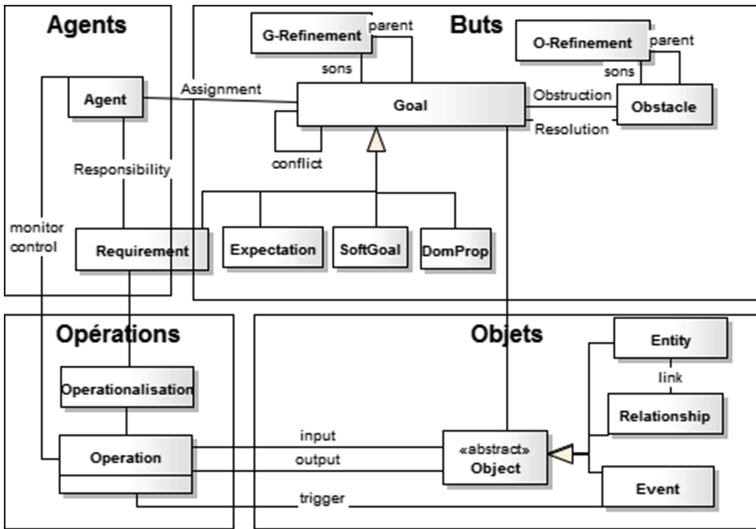 Agents
Buts
G-Refinement
parent
sons
O-Refinement
parent
sons
Agent
Assignment
Goal
Obstruction
Resolution
Obstacle
conflict
Responsibility
monitor
control
Requirement
Expectation
SoftGoal
DomProp
Opérations
Objets
Entity
link
Operationalisation
Relationship
Operation
input
output
«abstract»
Object
trigger
Event